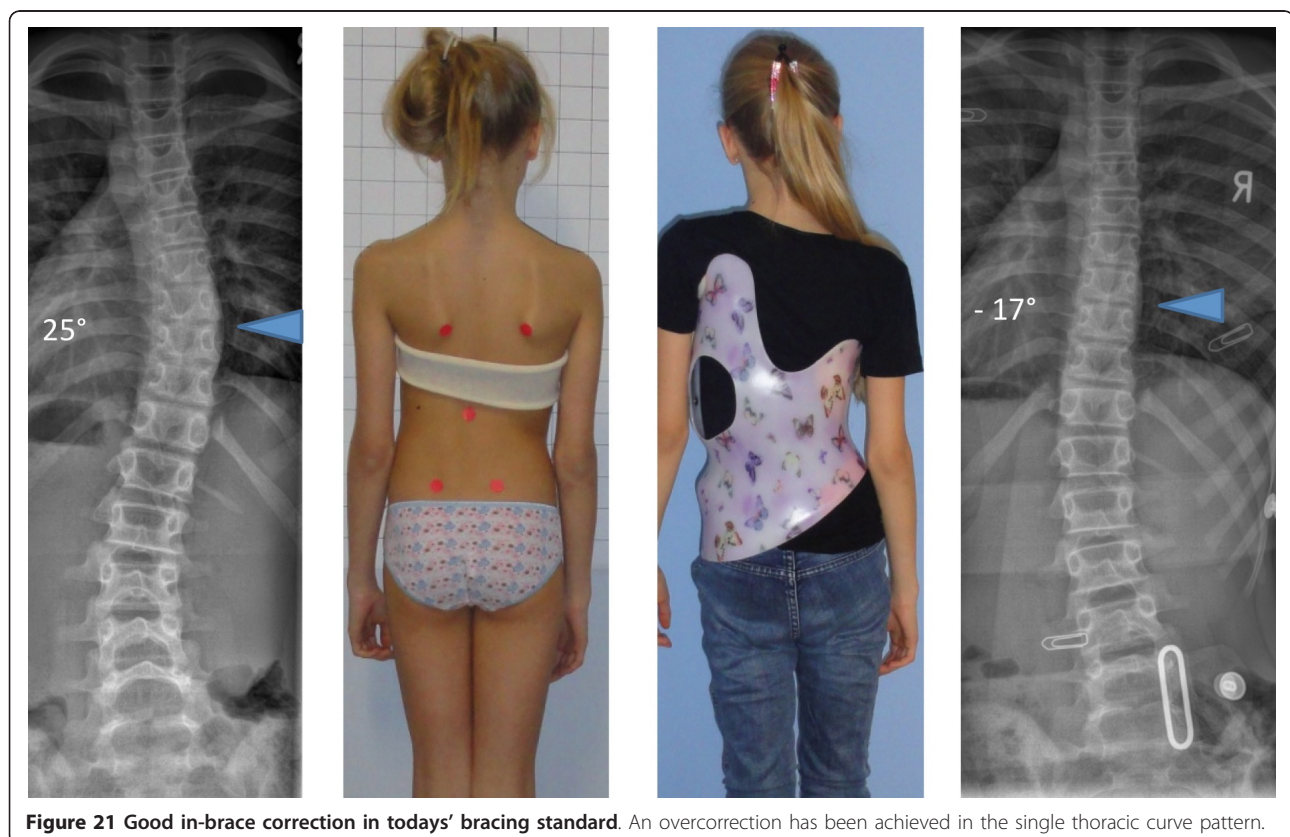 25°
- 17°
R
Figure 21 Good in-brace correction in todays' bracing standard. An overcorrection has been achieved in the single thoracic curve pattern.